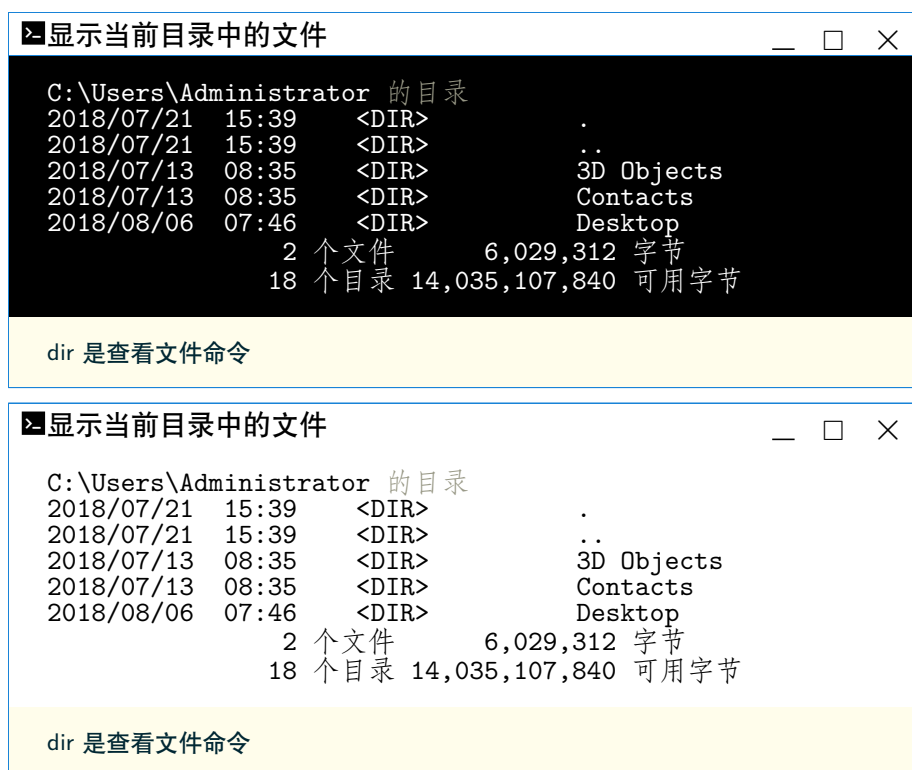 显示当前目录中的文件
C:\Users\Administrator 的目录
2018/07/21  15:39    <DIR>          .
2018/07/21  15:39    <DIR>          ..
2018/07/13  08:35    <DIR>          3D Objects
2018/07/13  08:35    <DIR>          Contacts
2018/08/06  07:46    <DIR>          Desktop
2 个文件      6,029,312 字节
18 个目录 14,035,107,840 可用字节
dir 是查看文件命令
显示当前目录中的文件
C:\Users\Administrator 的目录
2018/07/21  15:39    <DIR>          .
2018/07/21  15:39    <DIR>          ..
2018/07/13  08:35    <DIR>          3D Objects
2018/07/13  08:35    <DIR>          Contacts
2018/08/06  07:46    <DIR>          Desktop
2 个文件      6,029,312 字节
18 个目录 14,035,107,840 可用字节
dir 是查看文件命令